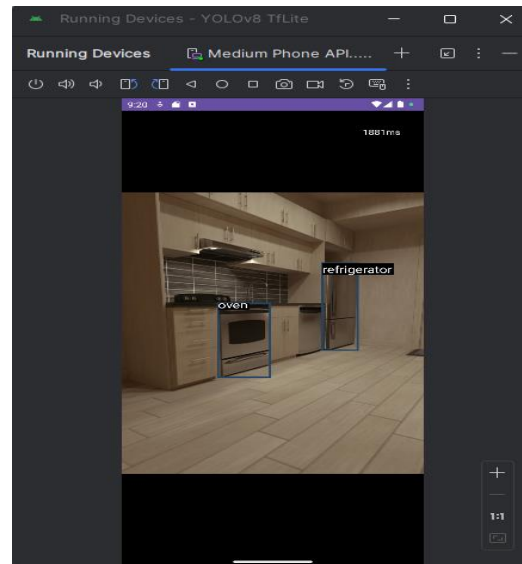 Running Devices - YOLOv8 TfLite
Running Devices Medium Phone API.....
9:20
1881ms
refrigerator
oven
1:1